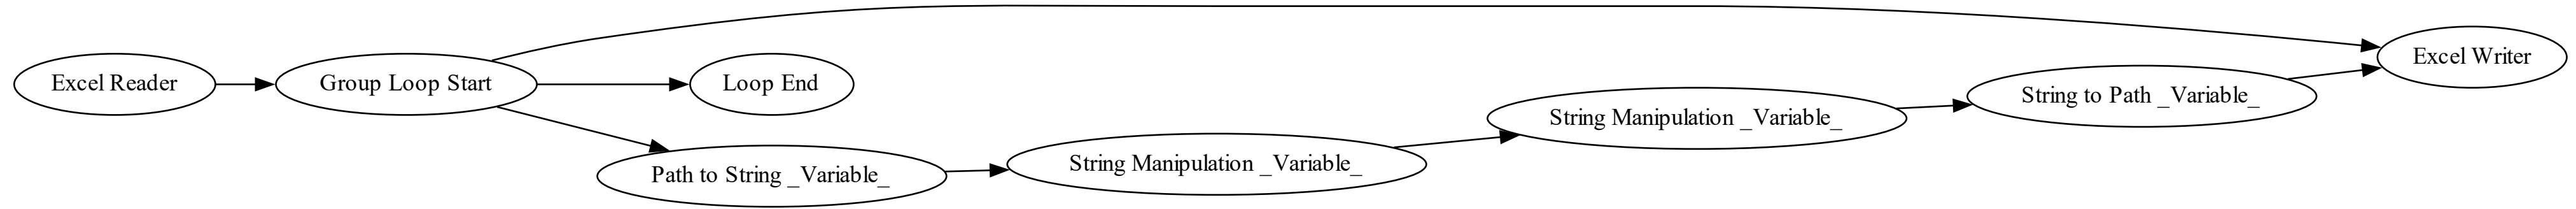 Excel Reader
Group Loop Start
Loop End
Path to String _Variable_
String Manipulation _Variable_
String Manipulation _Variable_
String to Path _Variable_
Excel Writer